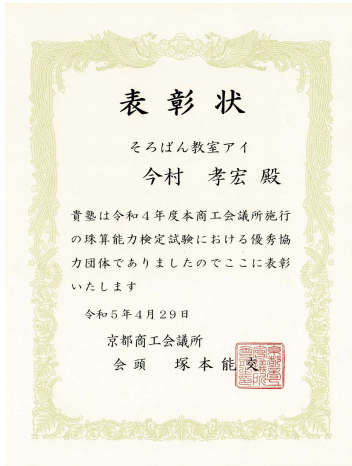 表彰状
そろばん教室アイ
今村 孝宏 殿
貴塾は令和4年度本商工会議所施行
の珠算能力検定試験における優秀協
力団体でありましたのでここに表彰
いたします
令和5年4月29日
京都商工会議所
会頭 塚本能交